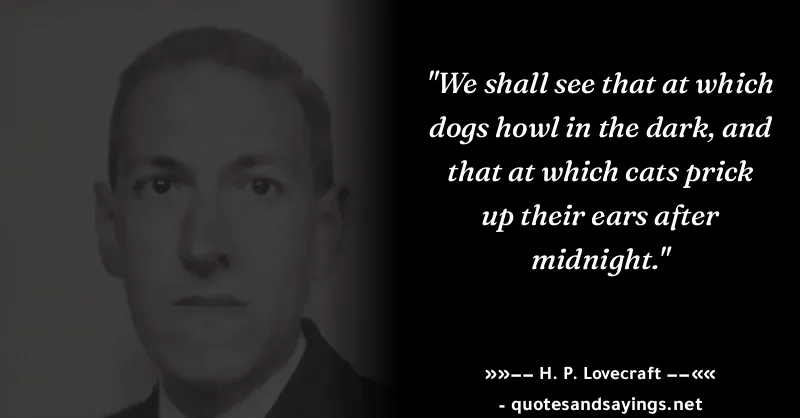 "We shall see that at which
dogs howl in the dark, and
that at which cats prick
up their ears after
midnight."
»»–– H. P. Lovecraft ––««
- quotesandsayings.net